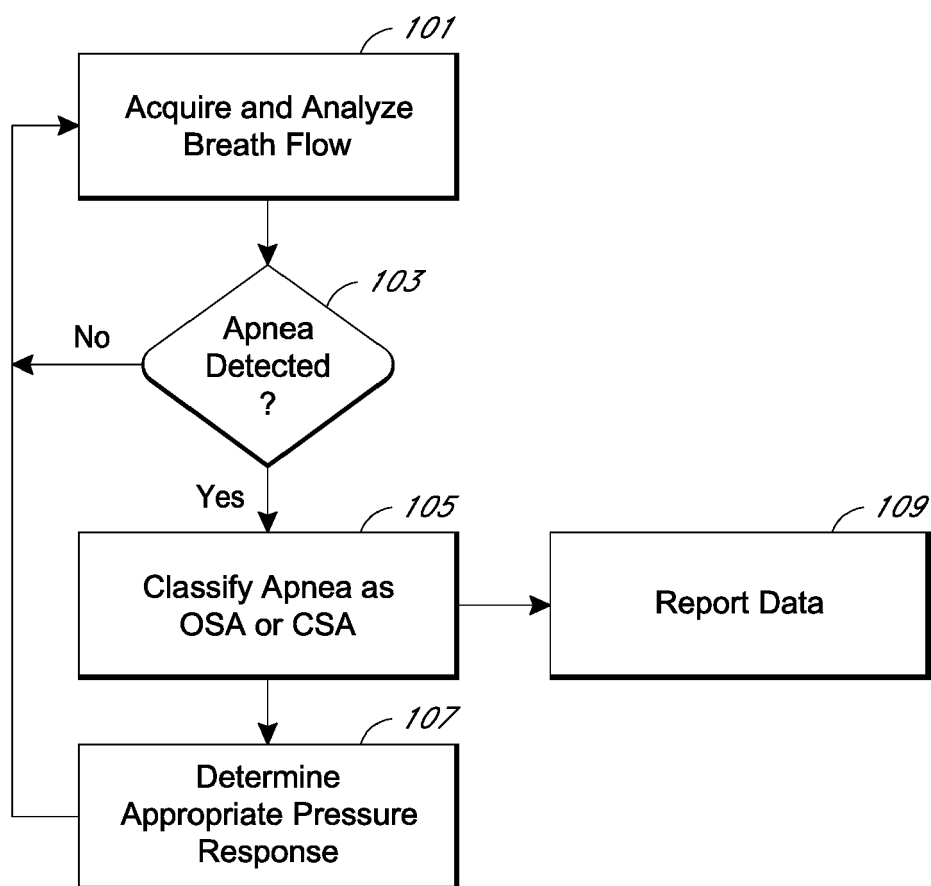 101
Acquire and Analyze
Breath Flow
103
Apnea
Detected
?
No
Yes
105
Classify Apnea as
OSA or CSA
109
Report Data
107
Determine
Appropriate Pressure
Response